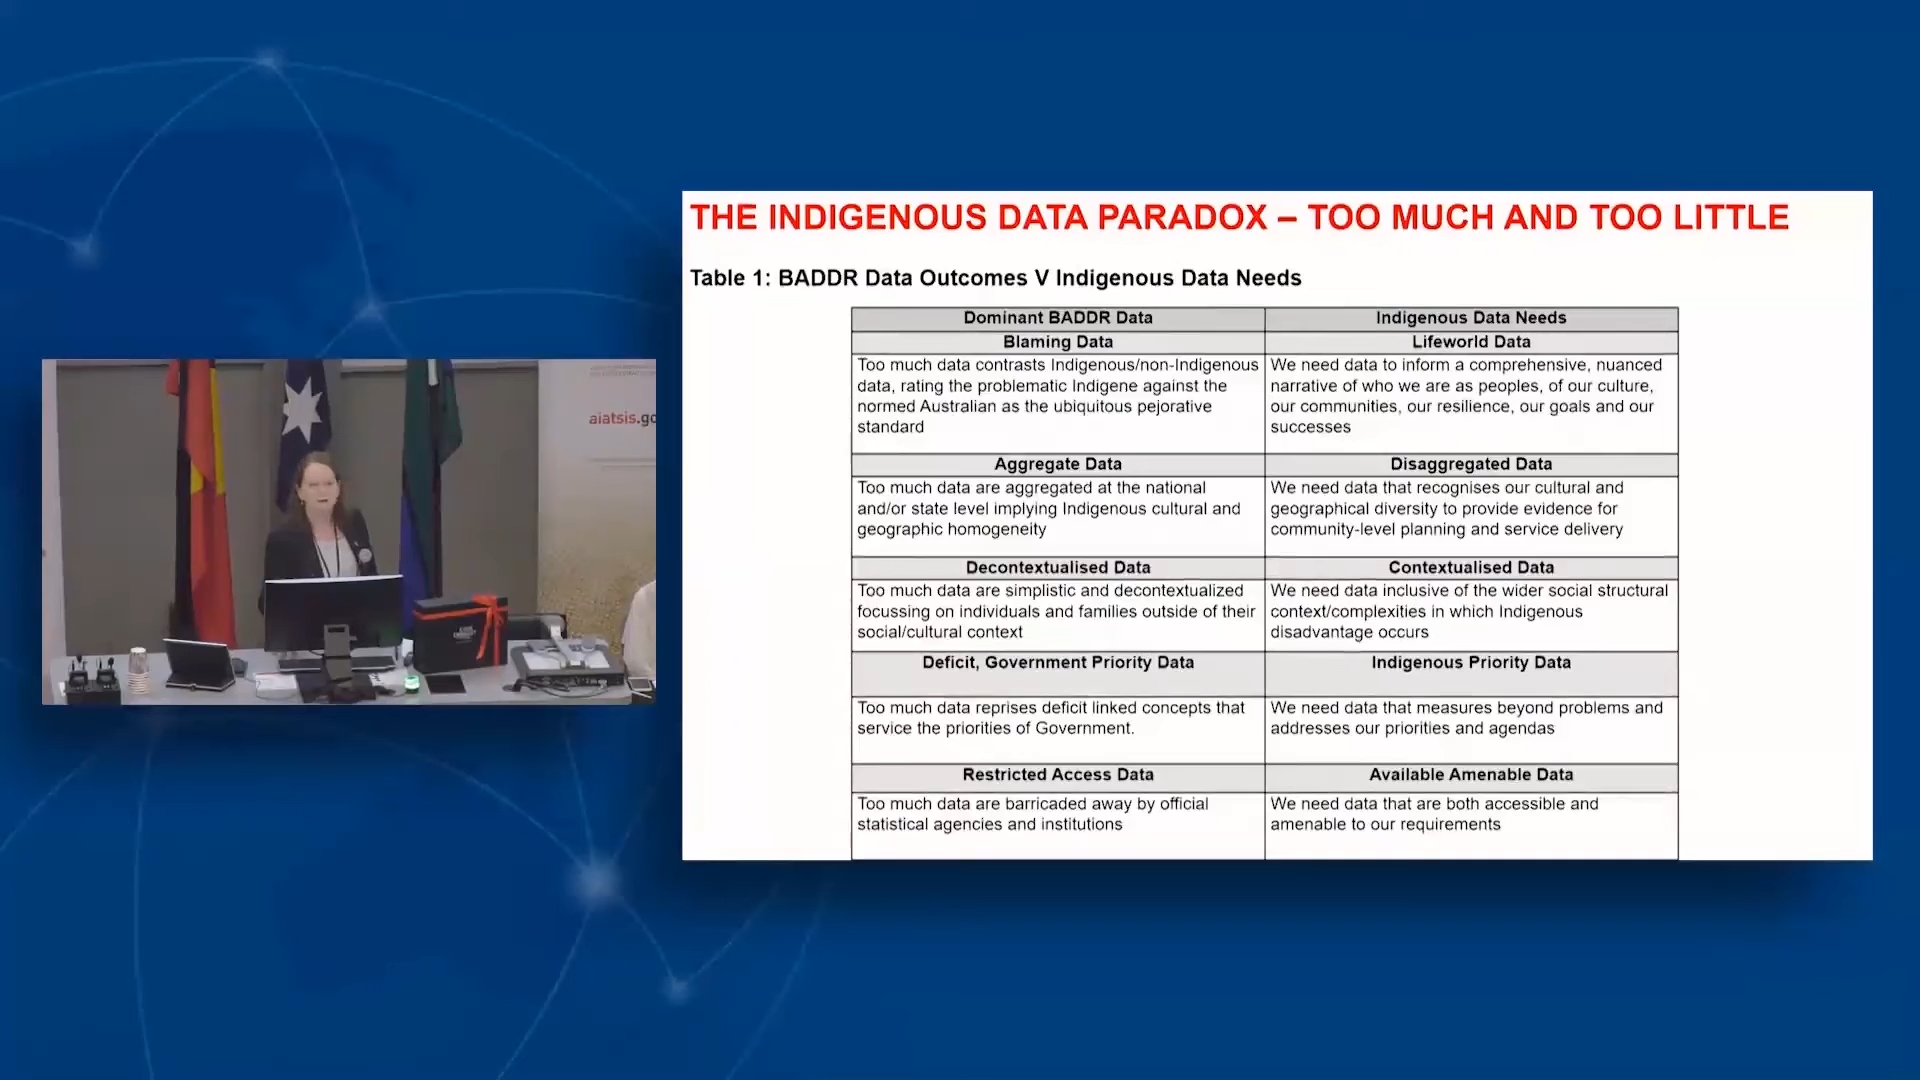 THE INDIGENOUS DATA PARADOX – TOO MUCH AND TOO LITTLE
Table 1: BADDR Data Outcomes V Indigenous Data Needs
Dominant BADDR Data
Indigenous Data Needs
Blaming Data
Lifeworld Data
Too much data contrasts Indigenous/non-Indigenous
data, rating the problematic Indigene against the
normed Australian as the ubiquitous pejorative
standard
We need data to inform a comprehensive, nuanced
narrative of who we are as peoples, of our culture,
our communities, our resilience, our goals and our
successes
Aggregate Data
Disaggregated Data
Too much data are aggregated at the national
and/or state level implying Indigenous cultural and
geographic homogeneity
We need data that recognises our cultural and
geographical diversity to provide evidence for
community-level planning and service delivery
Decontextualised Data
Contextualised Data
Too much data are simplistic and decontextualized
focussing on individuals and families outside of their
social/cultural context
We need data inclusive of the wider social structural
context/complexities in which Indigenous
disadvantage occurs
Deficit, Government Priority Data
Indigenous Priority Data
Too much data reprises deficit linked concepts that
service the priorities of Government.
We need data that measures beyond problems and
addresses our priorities and agendas
Restricted Access Data
Available Amenable Data
Too much data are barricaded away by official
statistical agencies and institutions
We need data that are both accessible and
amenable to our requirements
aiatsis.go